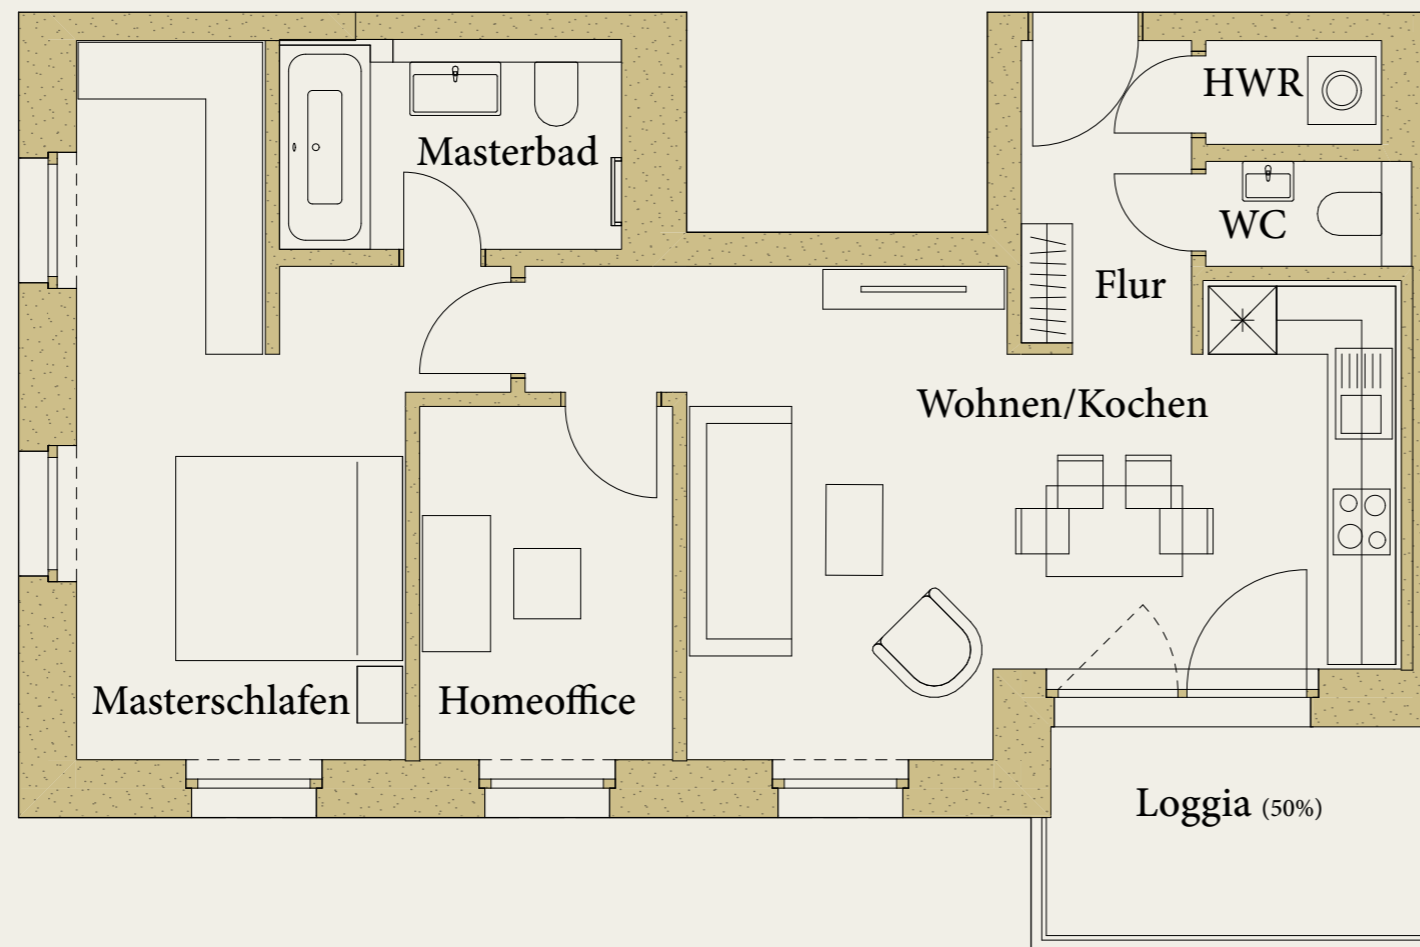 HWR
Masterbad
WC
Flur
Wohnen/Kochen
Masterschlafen
Homeoffice
Loggia (50%)